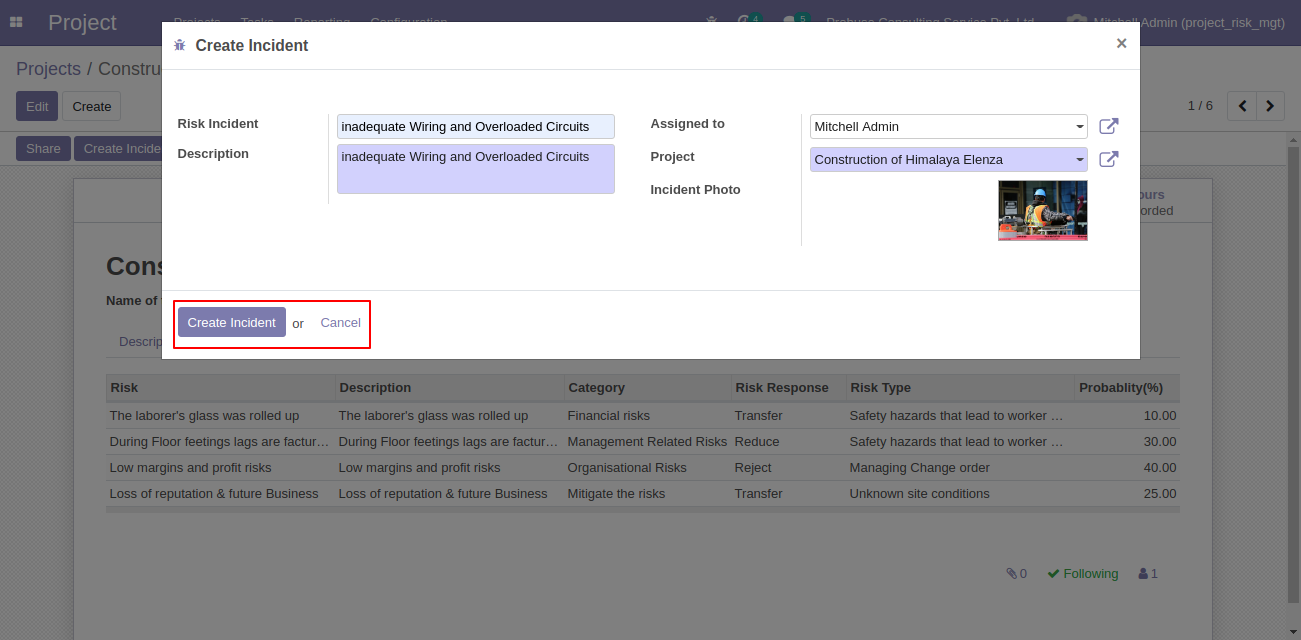 Project Projects Tasks Reporting Configuration 4 5 Probuse Consulting Service Pvt. Ltd. Mitchell Admin (project_risk_mgt)
Create Incident ×
Projects / Constru
Edit Create 1 / 6
Share Create Incide
Risk Incident inadequate Wiring and Overloaded Circuits
Description inadequate Wiring and Overloaded Circuits
Assigned to Mitchell Admin
Project Construction of Himalaya Elenza
Incident Photo
ours
orded
Cons
Name of
Create Incident or Cancel
Descrip
Risk Description Category Risk Response Risk Type Probablity(%)
The laborer's glass was rolled up The laborer's glass was rolled up Financial risks Transfer Safety hazards that lead to worker … 10.00
During Floor feetings lags are factur… During Floor feetings lags are factur… Management Related Risks Reduce Safety hazards that lead to worker … 30.00
Low margins and profit risks Low margins and profit risks Organisational Risks Reject Managing Change order 40.00
Loss of reputation & future Business Loss of reputation & future Business Mitigate the risks Transfer Unknown site conditions 25.00
0 Following 1